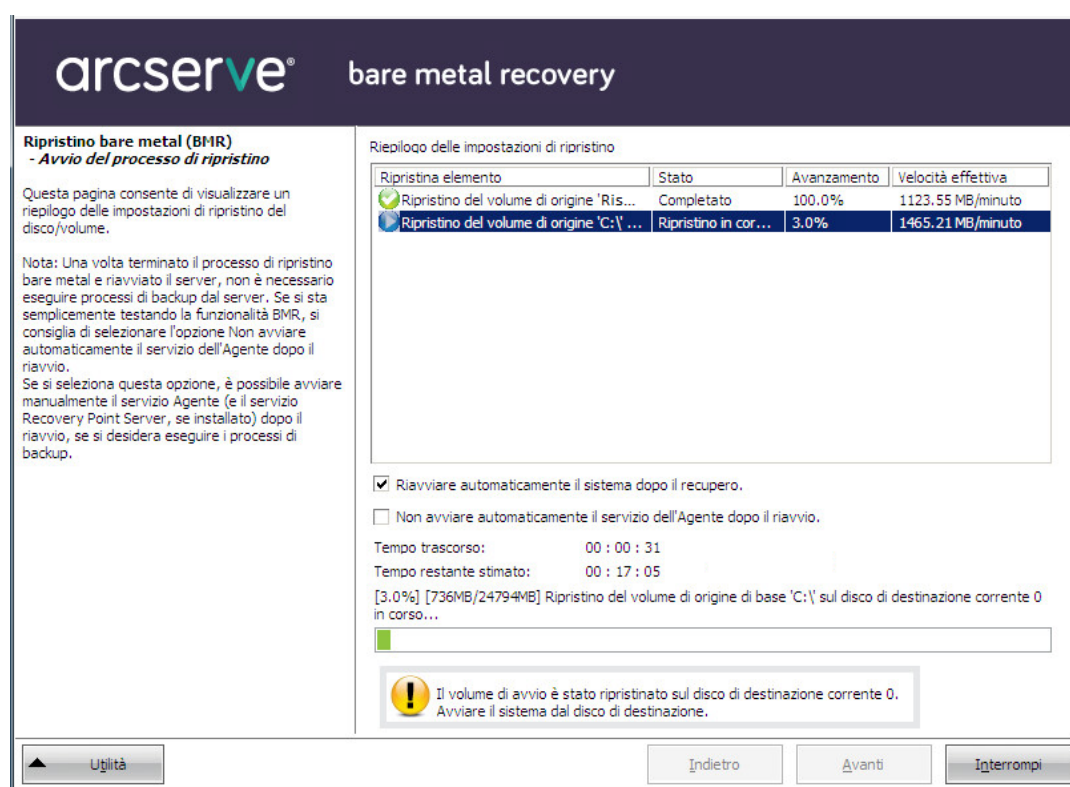 arcserve®
bare metal recovery
Ripristino bare metal (BMR)
- Avvio del processo di ripristino
Questa pagina consente di visualizzare un
riepilogo delle impostazioni di ripristino del
disco/volume.
Nota: Una volta terminato il processo di ripristino
bare metal e riavviato il server, non è necessario
eseguire processi di backup dal server. Se si sta
semplicemente testando la funzionalità BMR, si
consiglia di selezionare l'opzione Non avviare
automaticamente il servizio dell'Agente dopo il
riavvio.
Se si seleziona questa opzione, è possibile avviare
manualmente il servizio Agente (e il servizio
Recovery Point Server, se installato) dopo il
riavvio, se si desidera eseguire i processi di
backup.
Riepilogo delle impostazioni di ripristino
Ripristina elemento Stato Avanzamento Velocità effettiva
Ripristino del volume di origine 'Ris... Completato 100.0% 1123.55 MB/minuto
Ripristino del volume di origine 'C:\' ... Ripristino in cor... 3.0% 1465.21 MB/minuto
Riavviare automaticamente il sistema dopo il recupero.
Non avviare automaticamente il servizio dell'Agente dopo il riavvio.
Tempo trascorso: 00 : 00 : 31
Tempo restante stimato: 00 : 17 : 05
[3.0%] [736MB/24794MB] Ripristino del volume di origine di base 'C:\' sul disco di destinazione corrente 0
in corso...
Il volume di avvio è stato ripristinato sul disco di destinazione corrente 0.
Avviare il sistema dal disco di destinazione.
Utilità Indietro Avanti Interrompi